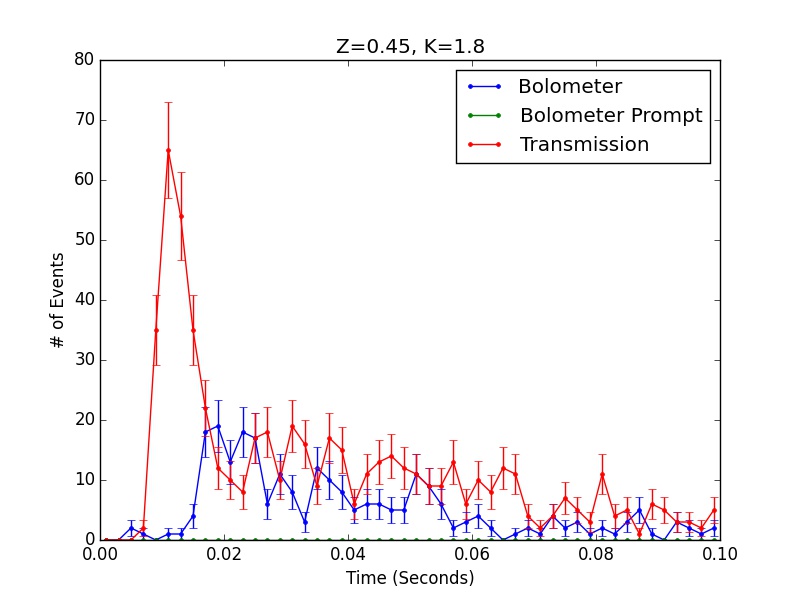 Z=0.45, K=1.8
80
70
60
50
40
30
20
10
0
# of Events
Bolometer
Bolometer Prompt
Transmission
0.00 0.02 0.04 0.06 0.08 0.10
Time (Seconds)